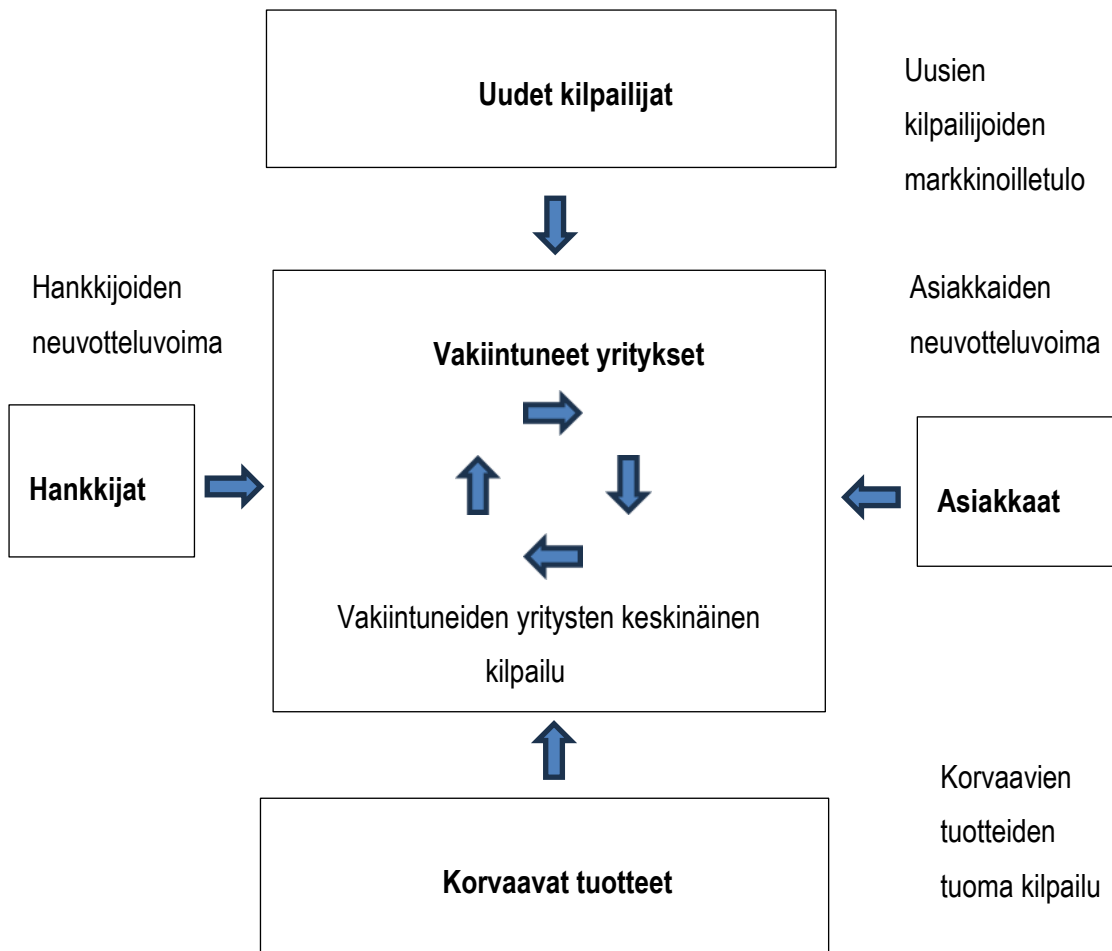 Uudet kilpailijat
Uusien
kilpailijoiden
markkinoilletulo
Hankkijoiden
neuvotteluvoima
Asiakkaiden
neuvotteluvoima
Vakiintuneet yritykset
Hankkijat
Asiakkaat
Vakiintuneiden yritysten keskinäinen
kilpailu
Korvaavien
tuotteiden
tuoma kilpailu
Korvaavat tuotteet